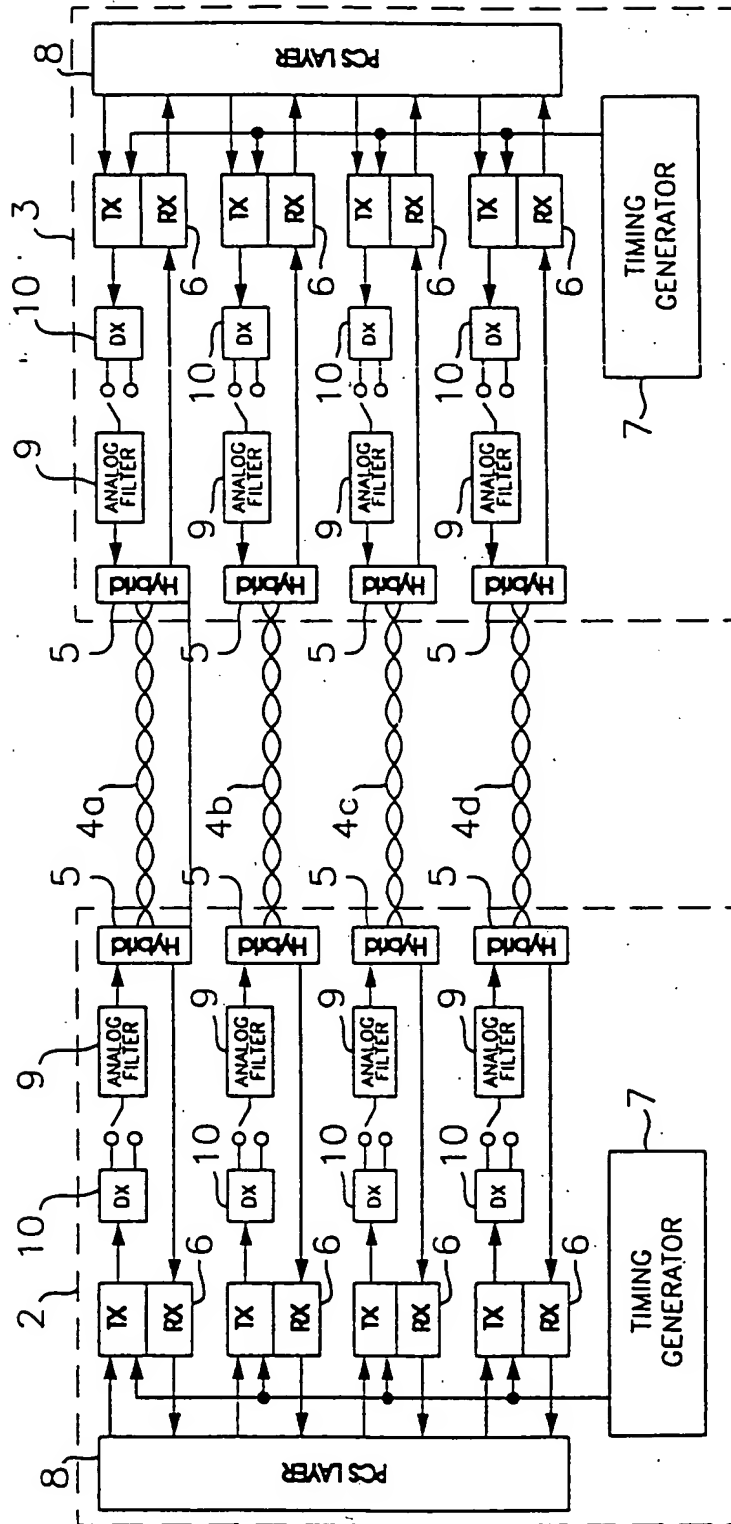 8
2
10
9
5
4a
5
9
10
3
8
PCS LAYER
TX
RX
6
DX
ANALOG
FILTER
Hybrid
Hybrid
ANALOG
FILTER
DX
TX
RX
6
PCS LAYER
10
9
5
4b
5
9
10
TX
RX
6
DX
ANALOG
FILTER
Hybrid
Hybrid
ANALOG
FILTER
DX
TX
RX
6
10
9
5
4c
5
9
10
TX
RX
6
DX
ANALOG
FILTER
Hybrid
Hybrid
ANALOG
FILTER
DX
TX
RX
6
10
9
5
4d
5
9
10
TX
RX
6
DX
ANALOG
FILTER
Hybrid
Hybrid
ANALOG
FILTER
DX
TX
RX
6
TIMING
GENERATOR
7
7
TIMING
GENERATOR